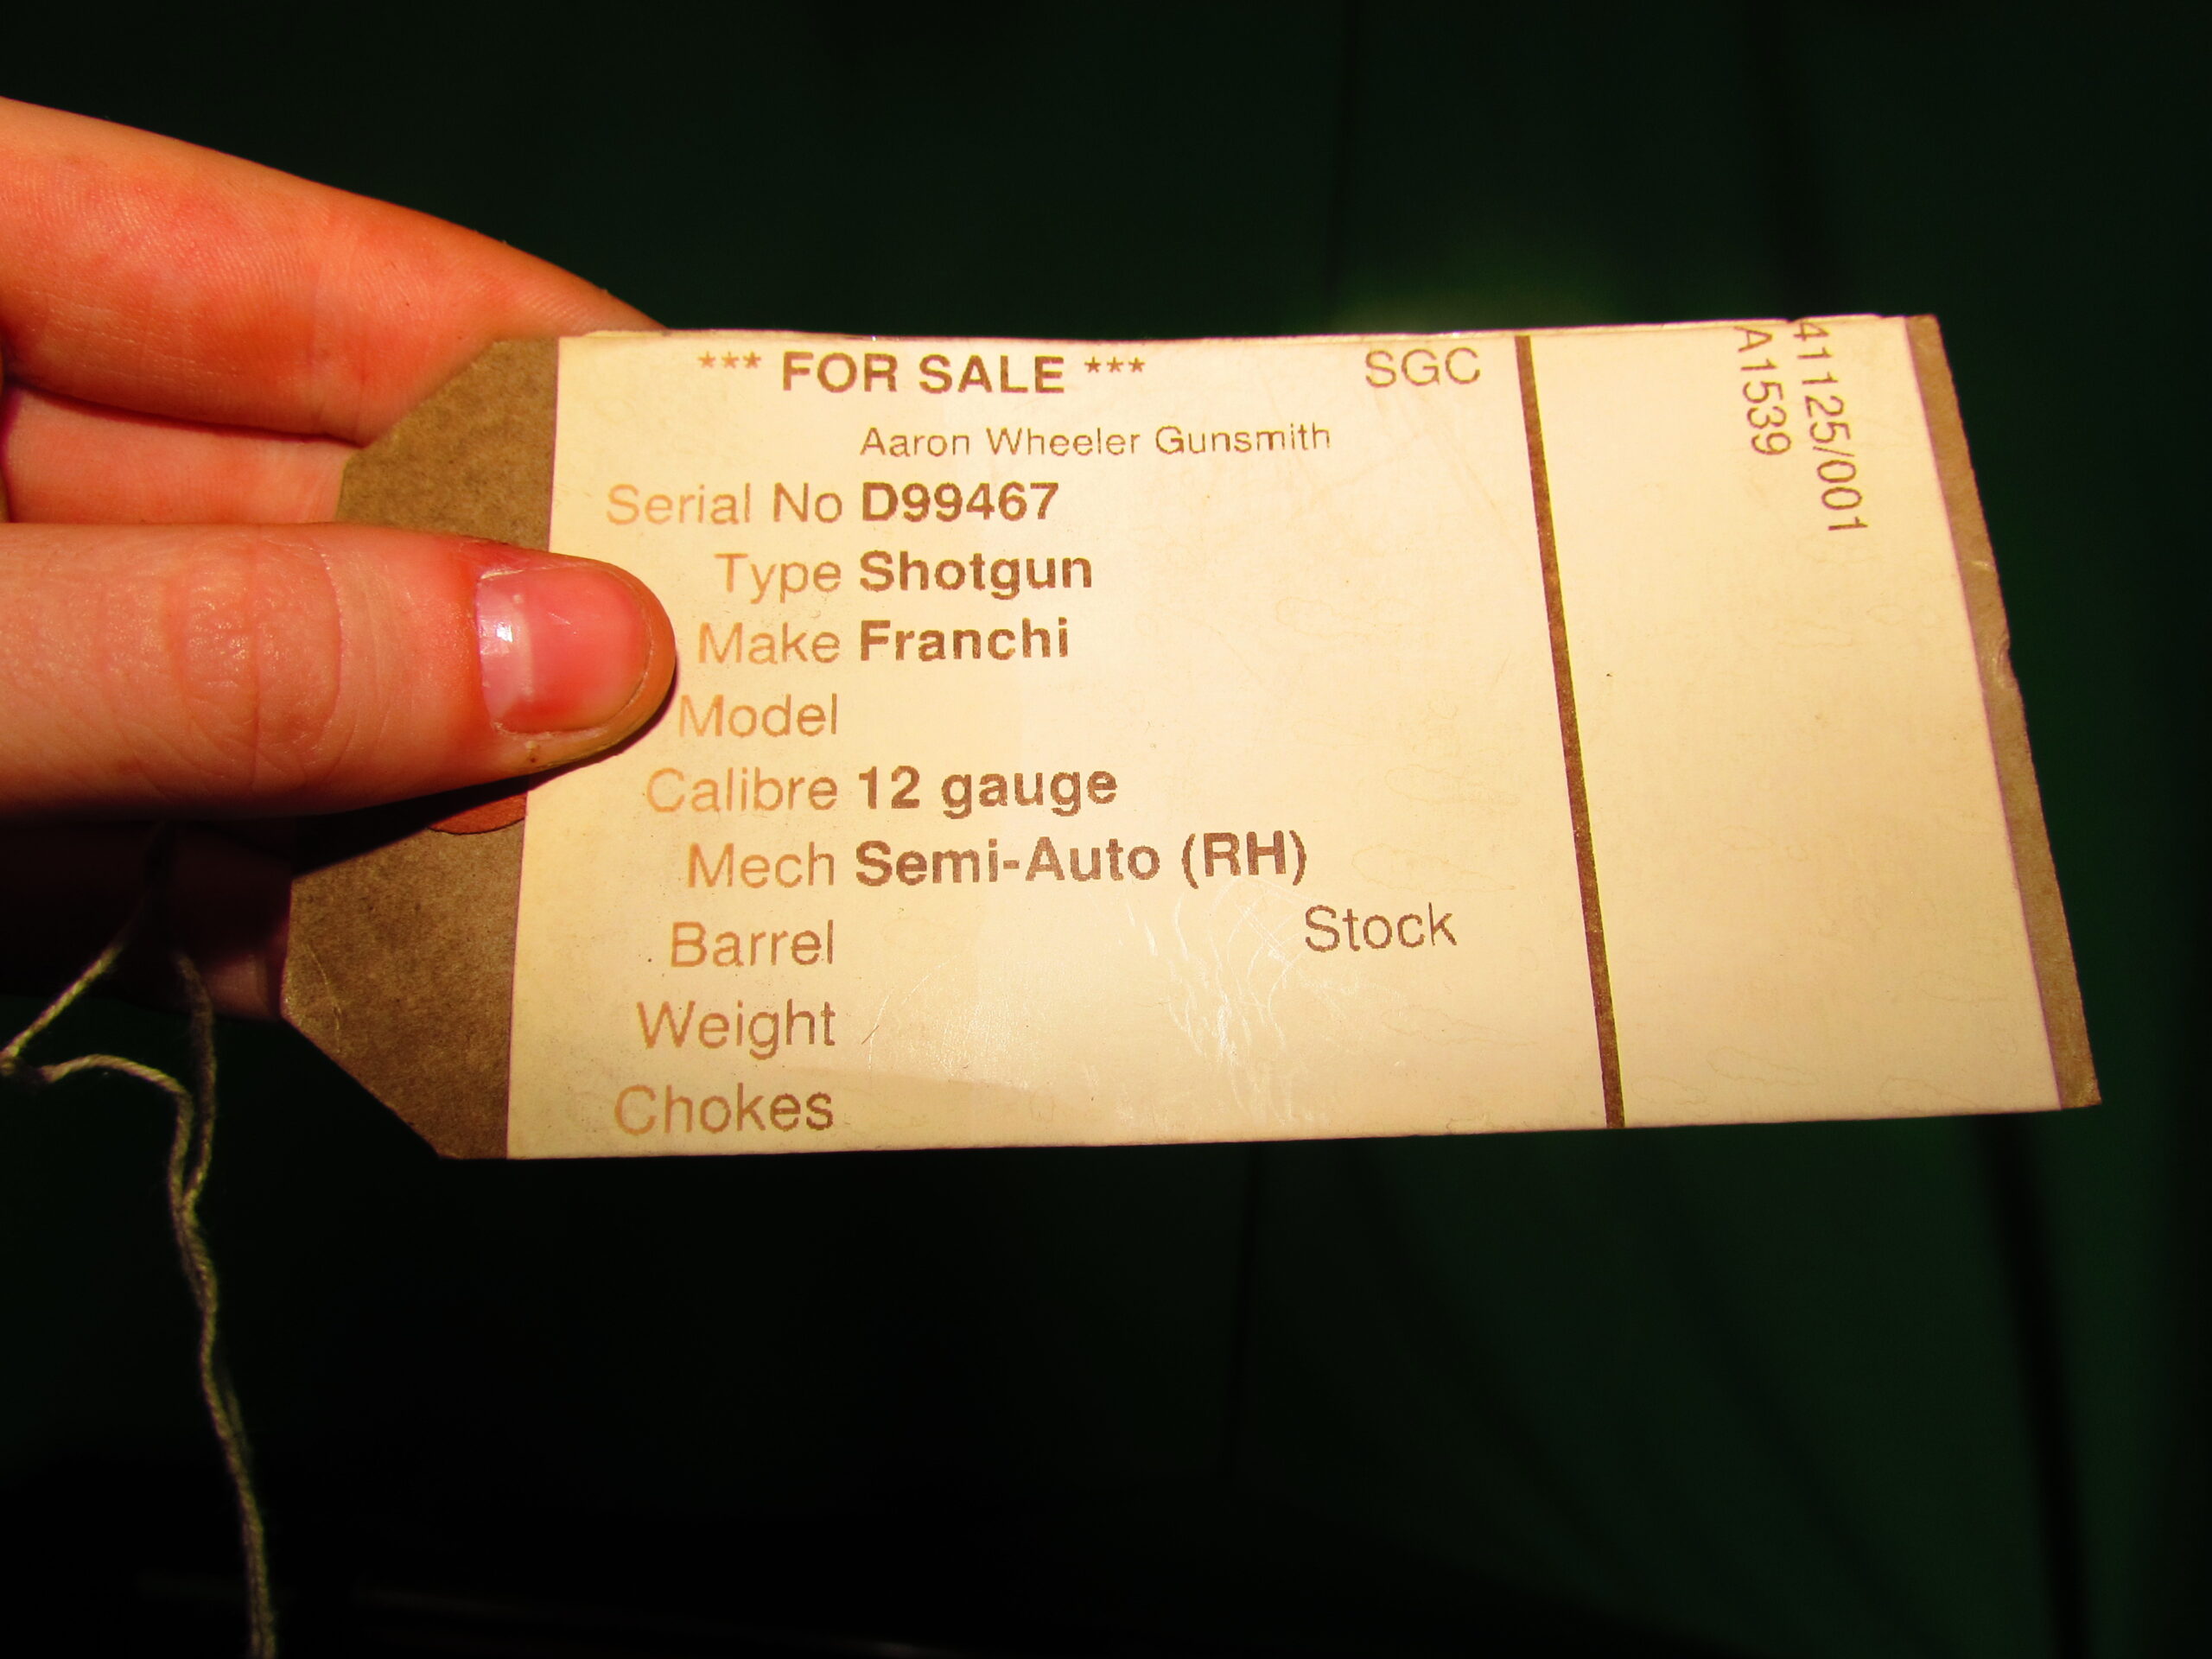 *** FOR SALE *** SGC
Aaron Wheeler Gunsmith
Serial No D99467
Type Shotgun
Make Franchi
Model
Calibre 12 gauge
Mech Semi-Auto (RH)
Barrel Stock
Weight
Chokes
41125/001
A1539